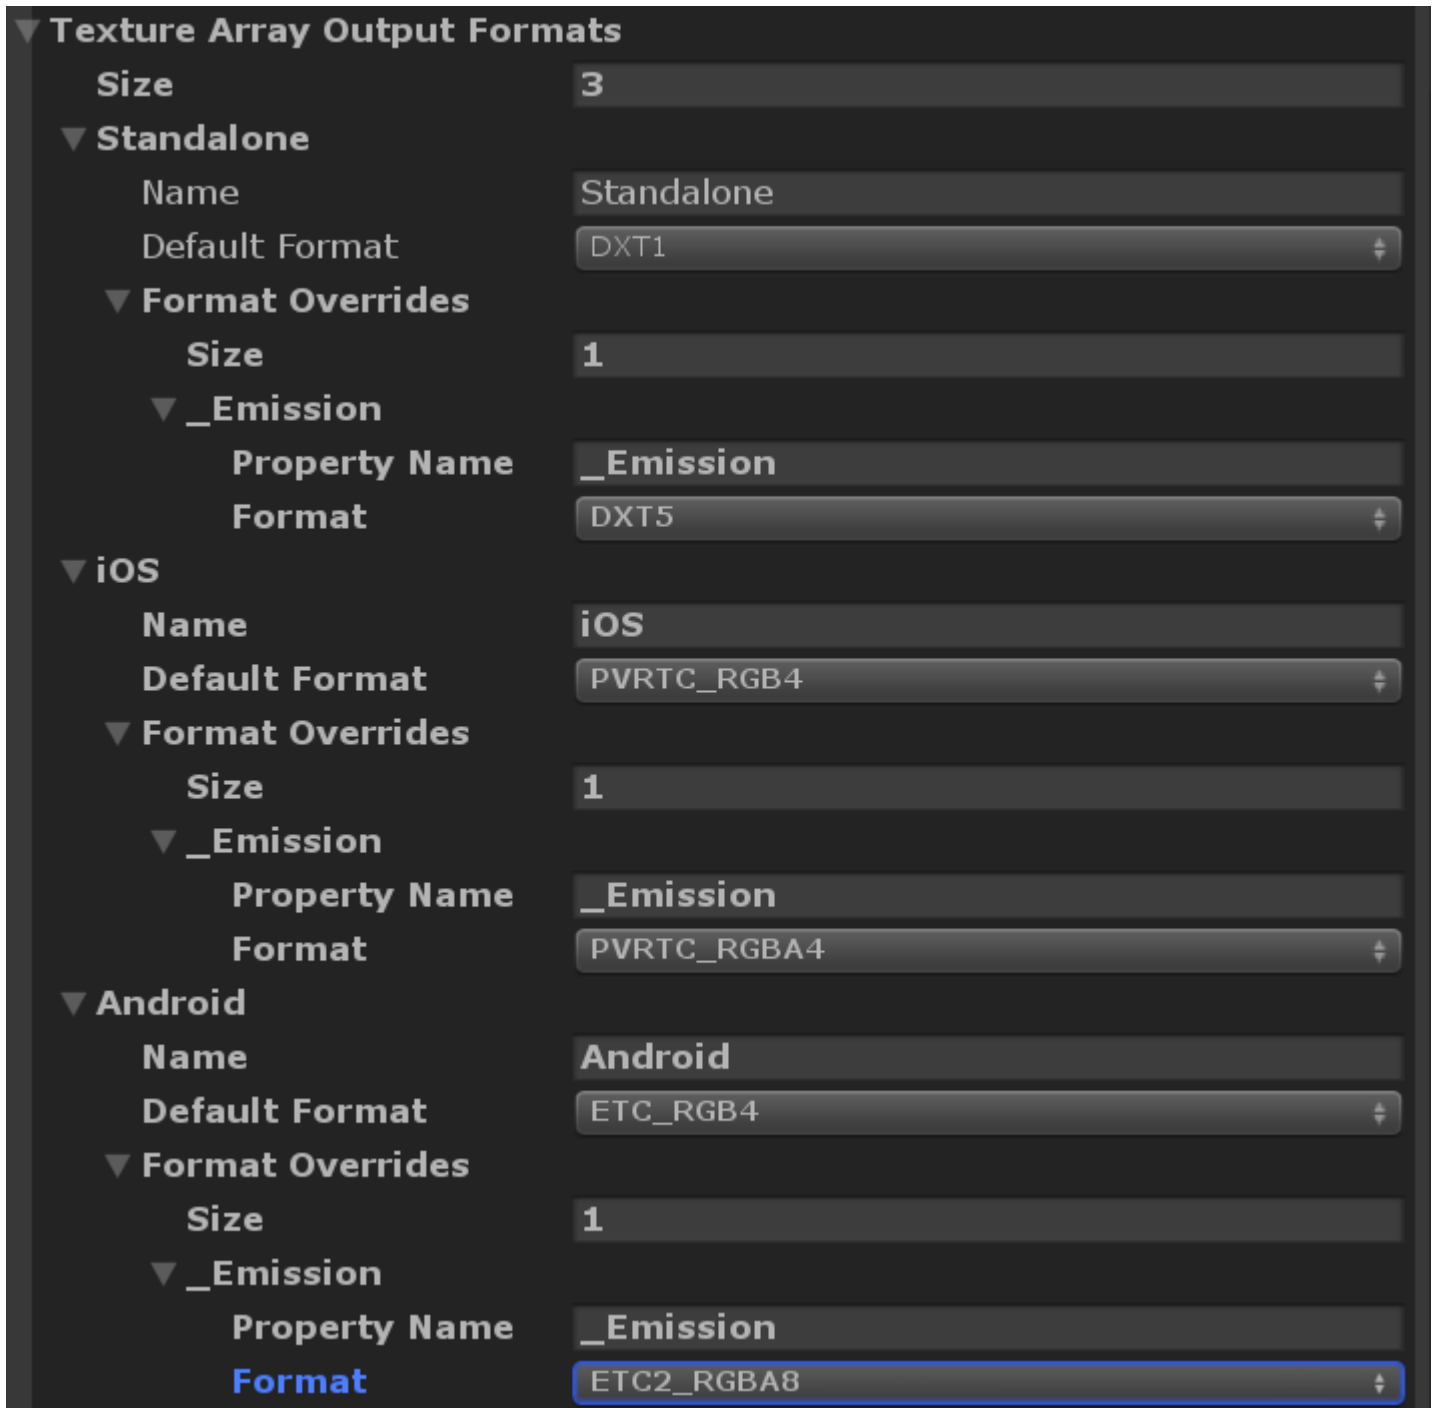 Texture Array Output Formats
Size 3
Standalone
Name Standalone
Default Format DXT1
Format Overrides
Size 1
_Emission
Property Name _Emission
Format DXT5
iOS
Name iOS
Default Format PVRTC_RGB4
Format Overrides
Size 1
_Emission
Property Name _Emission
Format PVRTC_RGBA4
Android
Name Android
Default Format ETC_RGB4
Format Overrides
Size 1
_Emission
Property Name _Emission
Format ETC2_RGBA8